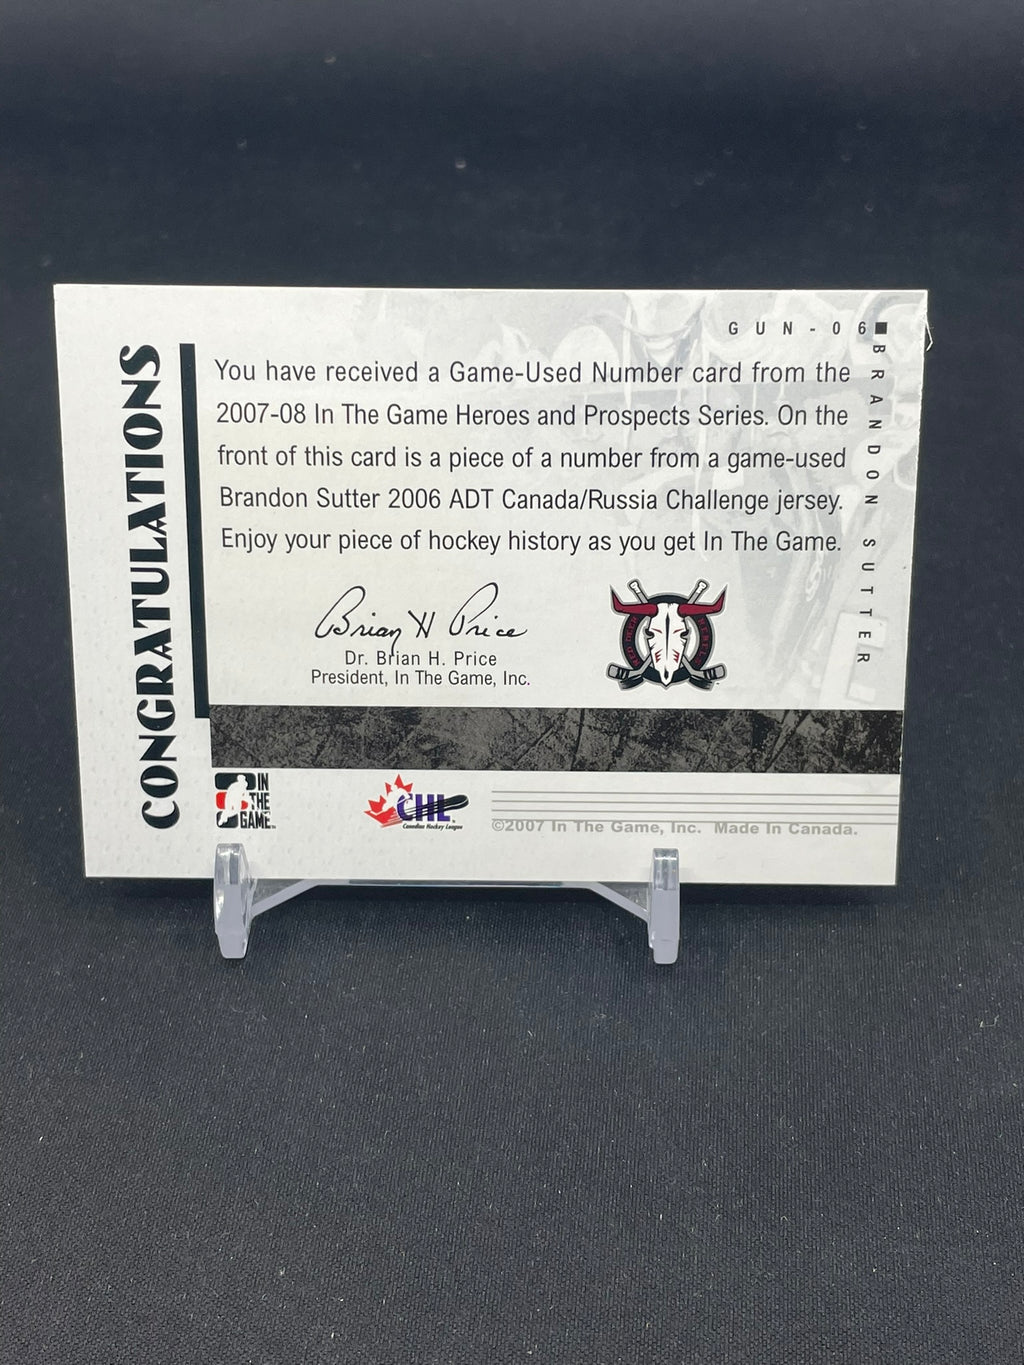 GUN-06
BRANDON SUTTER
CONGRATULATIONS
You have received a Game-Used Number card from the
2007-08 In The Game Heroes and Prospects Series. On the
front of this card is a piece of a number from a game-used
Brandon Sutter 2006 ADT Canada/Russia Challenge jersey.
Enjoy your piece of hockey history as you get In The Game.
Brian H Price
Dr. Brian H. Price
President, In The Game, Inc.
RED DEER REBELS
IN
THE
GAME
CHL
Canadian Hockey League
©2007 In The Game, Inc. Made In Canada.